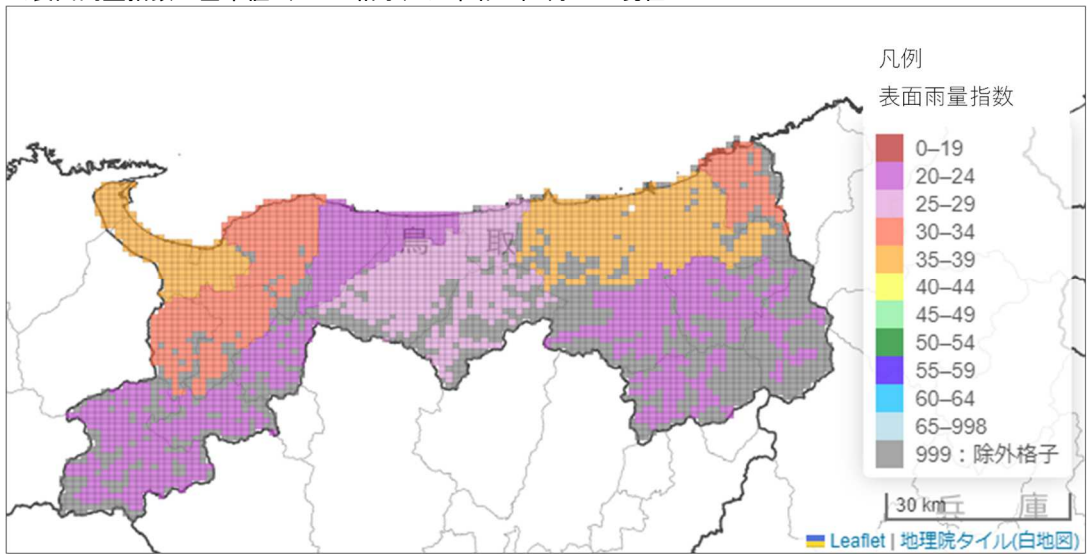 凡例
表面雨量指数
0–19
20–24
25–29
30–34
35–39
40–44
45–49
50–54
55–59
60–64
65–998
999：除外格子
鳥 取
30 km
兵 庫
Leaflet | 地理院タイル(白地図)